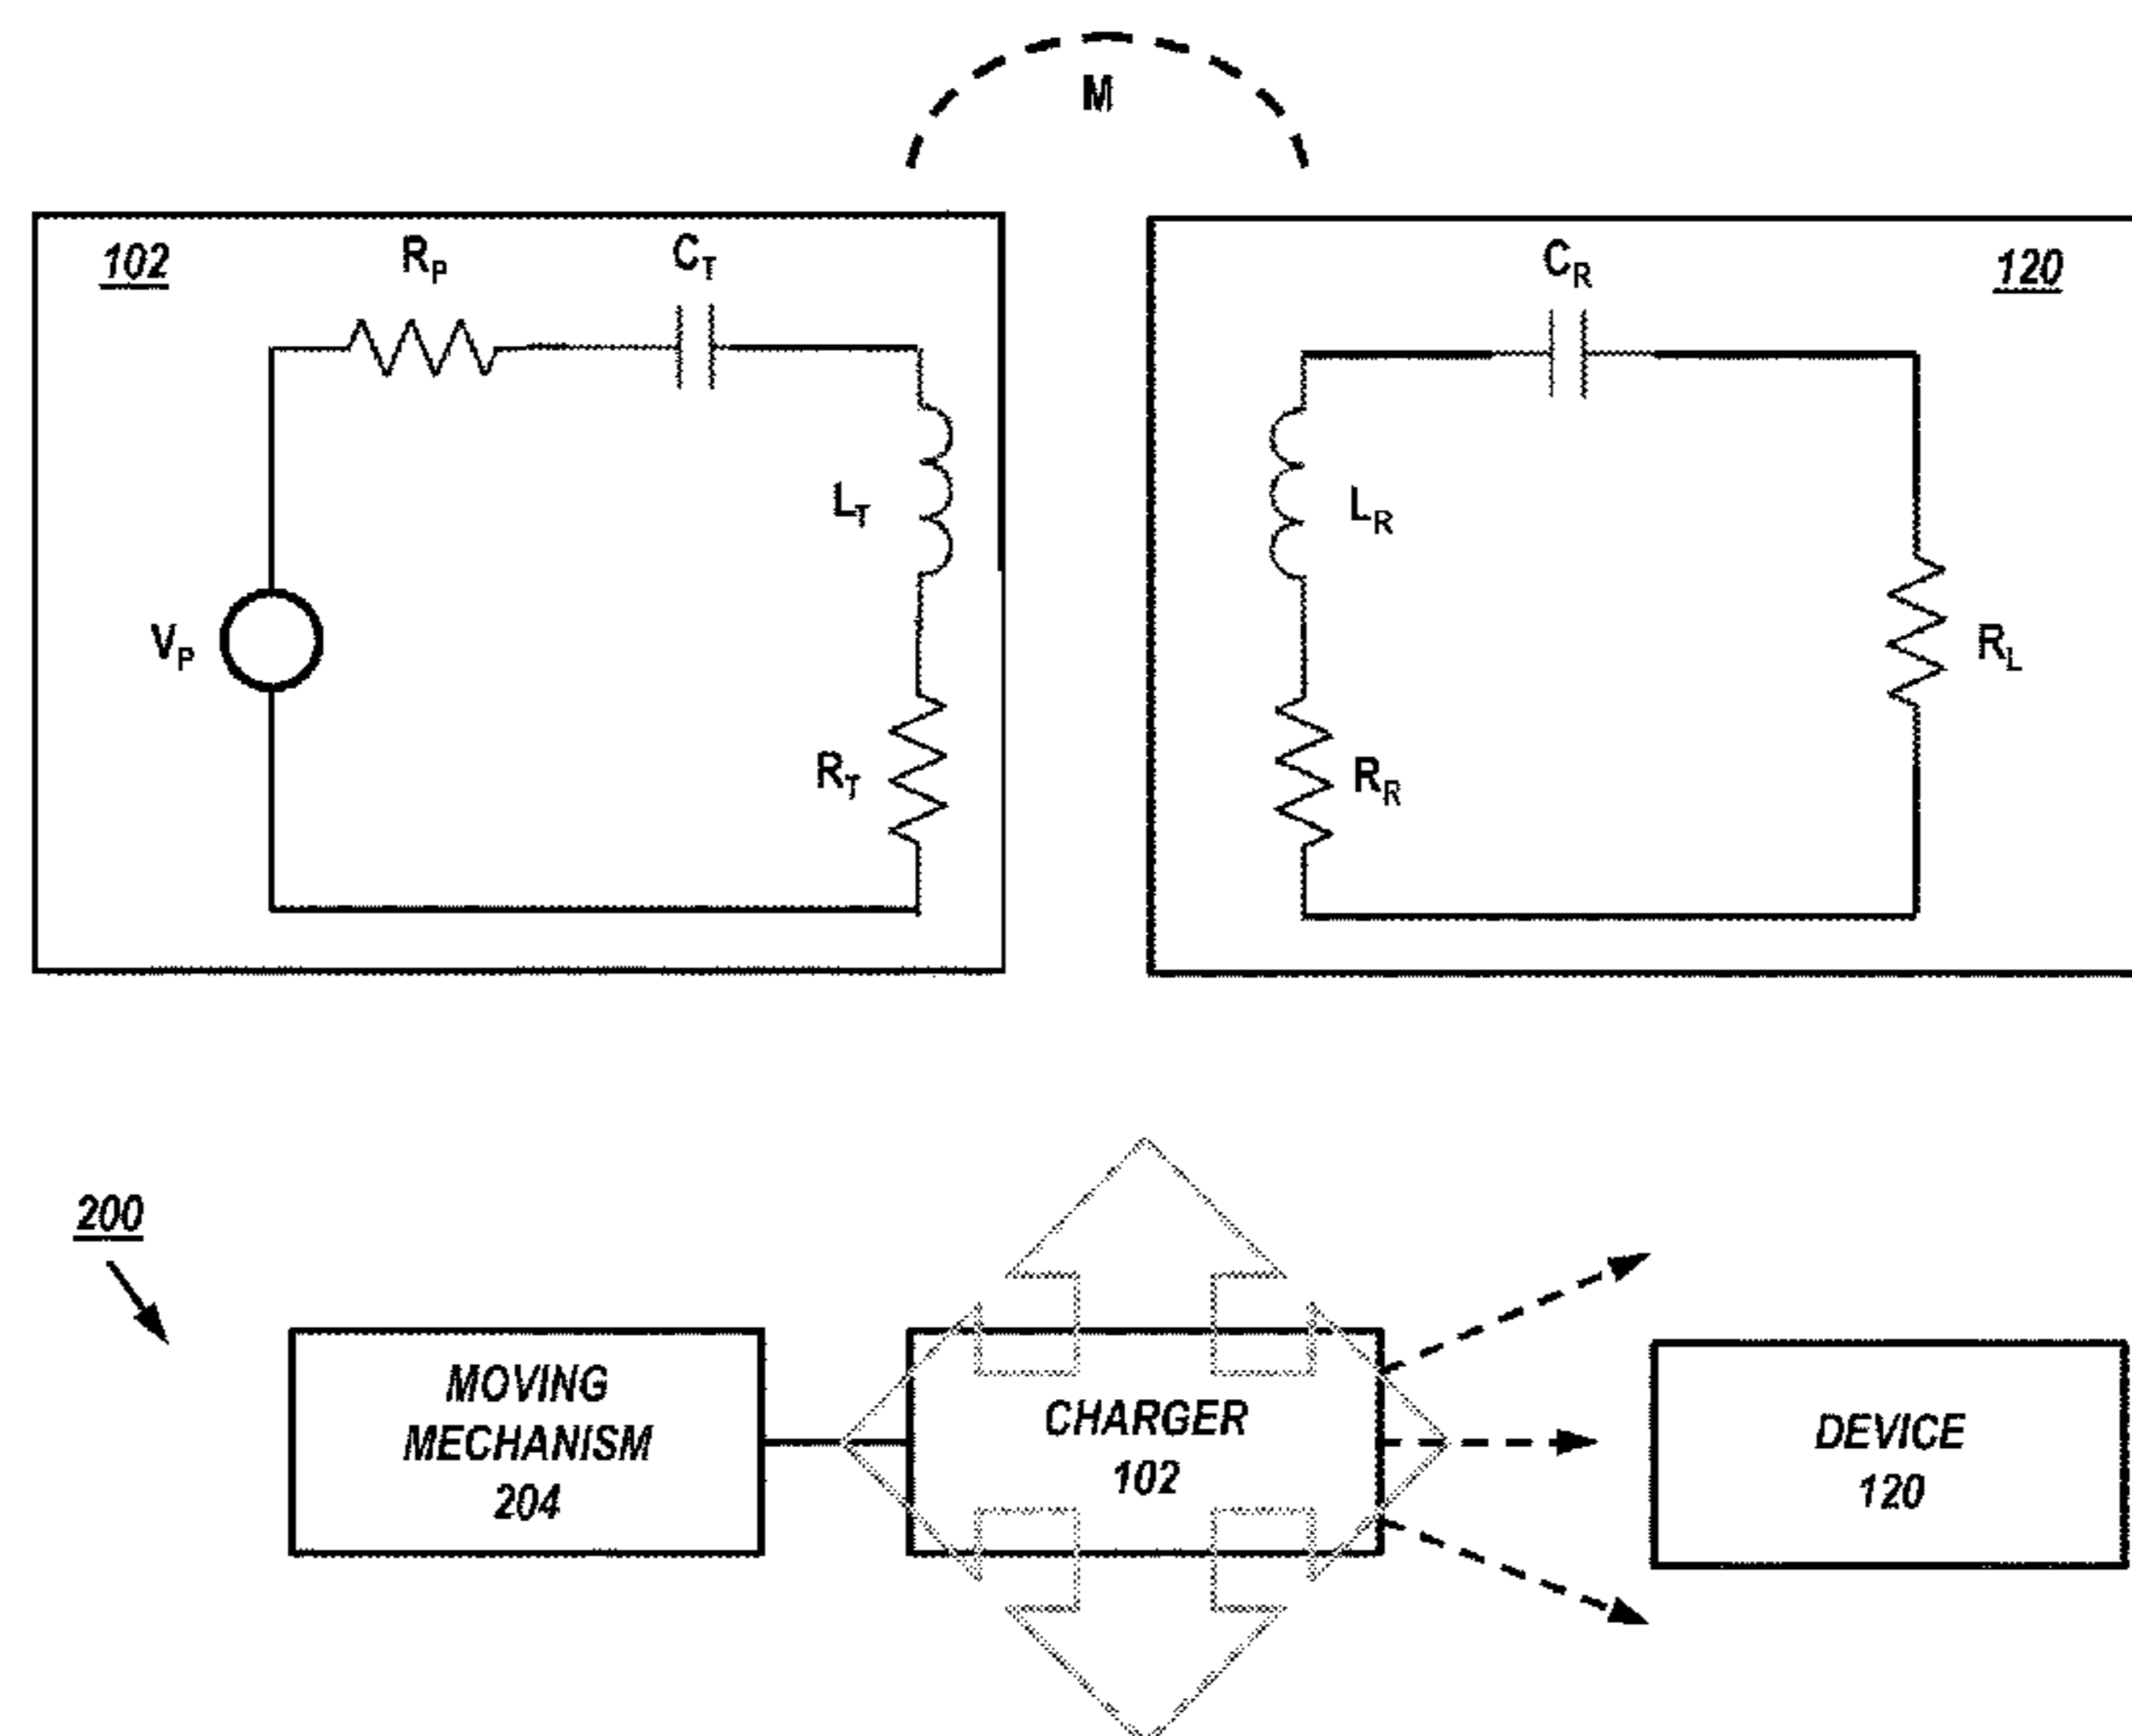 M
102
R_P
C_T
C_R
120
L_T
L_R
V_P
R_L
R_T
R_R
200
MOVING
MECHANISM
204
CHARGER
102
DEVICE
120